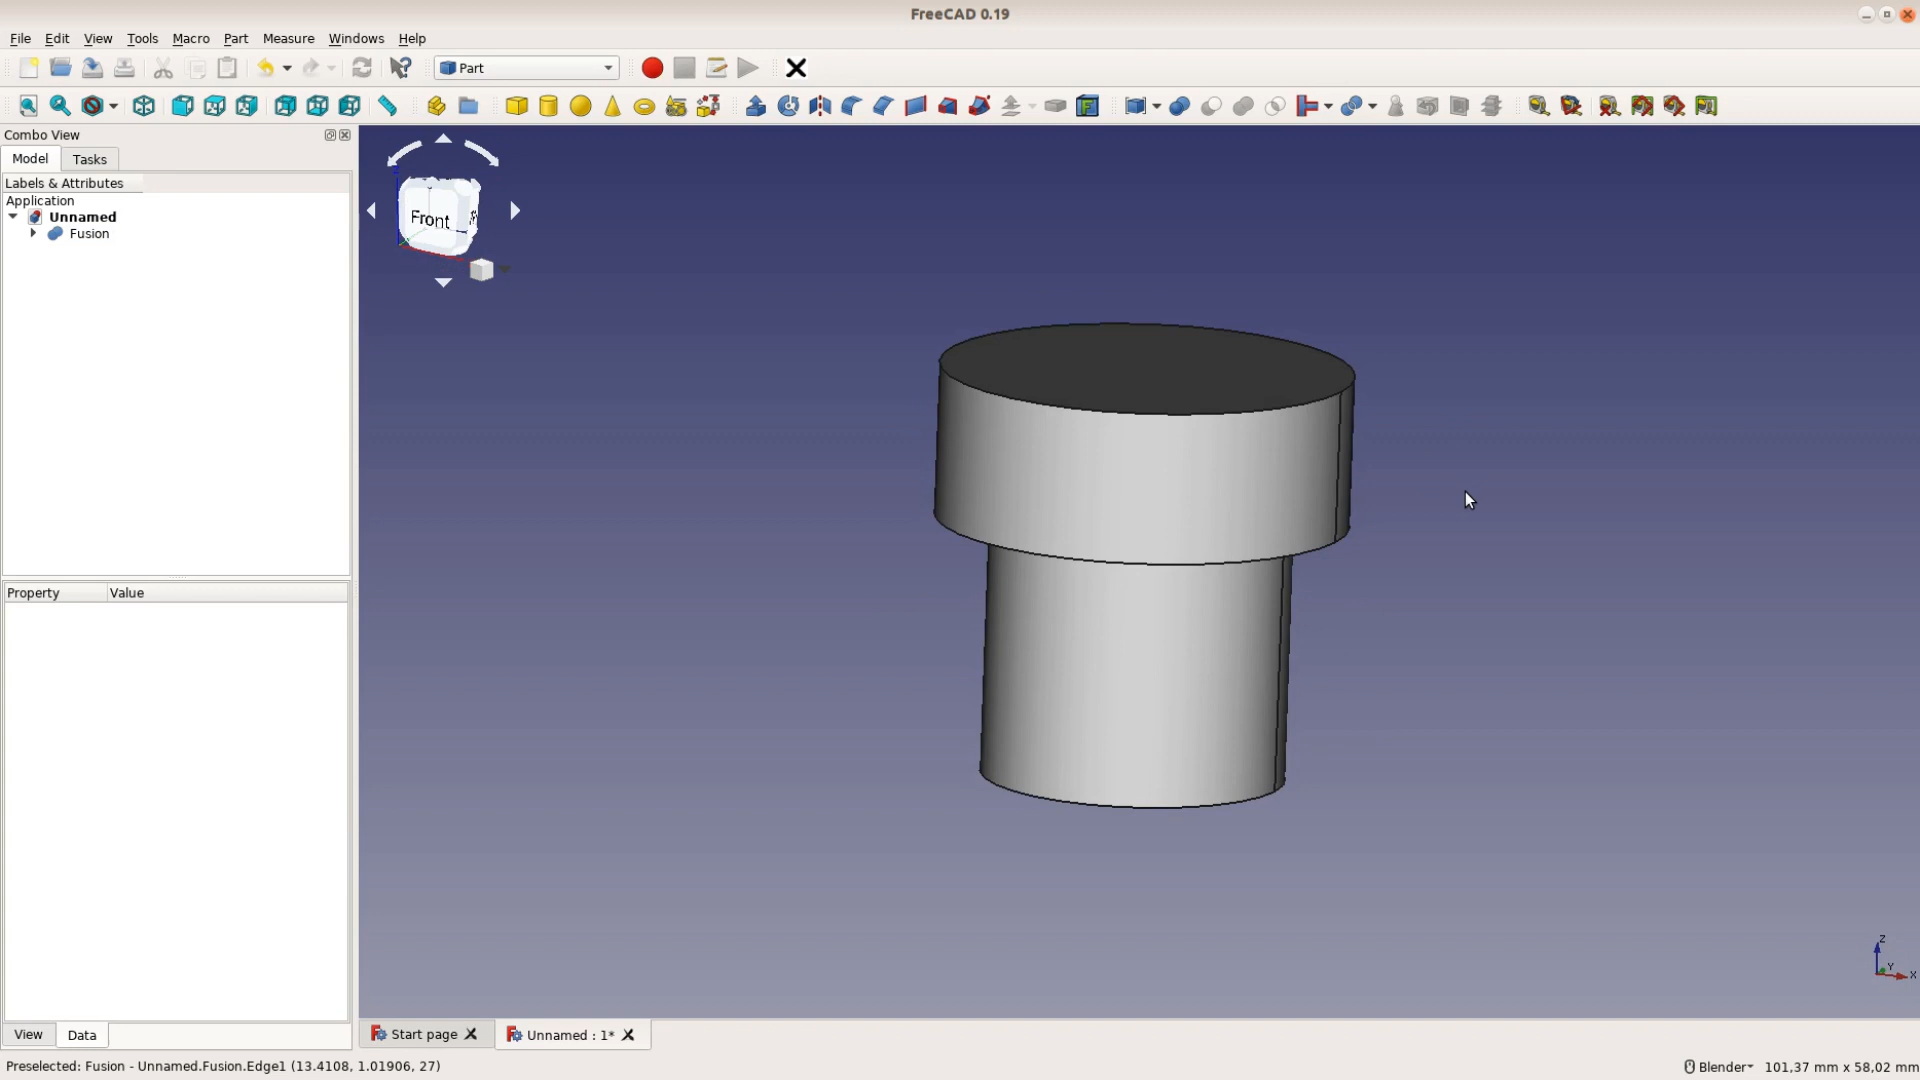 FreeCAD 0.19
File Edit View Tools Macro Part Measure Windows Help
Part
Combo View
Model Tasks
Labels & Attributes
Application
Unnamed
Fusion
Front
Property Value
Z
Y
X
View Data
Start page
Unnamed : 1*
Preselected: Fusion - Unnamed.Fusion.Edge1 (13.4108, 1.01906, 27)
Blender 101,37 mm x 58,02 mm